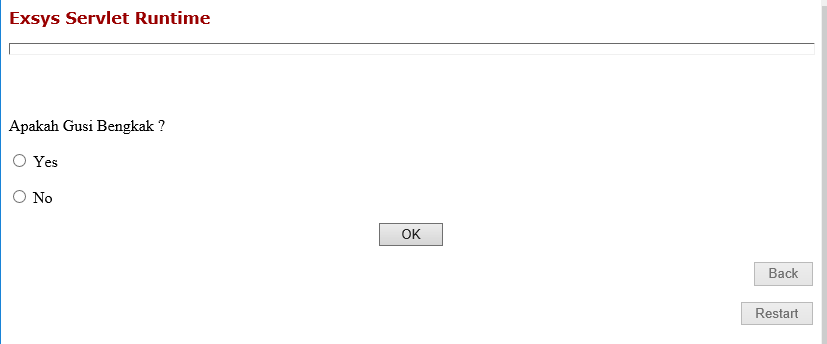 Exsys Servlet Runtime
Apakah Gusi Bengkak ?
Yes
No
OK
Back
Restart